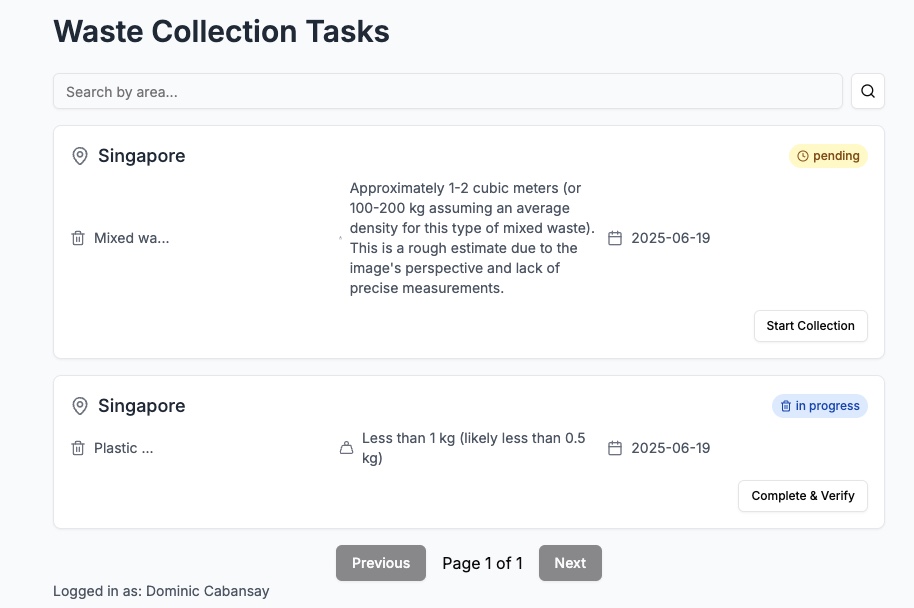 Waste Collection Tasks
Search by area...
Singapore
pending
Mixed wa...
Approximately 1-2 cubic meters (or
100-200 kg assuming an average
density for this type of mixed waste).
This is a rough estimate due to the
image's perspective and lack of
precise measurements.
2025-06-19
Start Collection
Singapore
in progress
Plastic ...
Less than 1 kg (likely less than 0.5
kg)
2025-06-19
Complete & Verify
Previous Page 1 of 1 Next
Logged in as: Dominic Cabansay